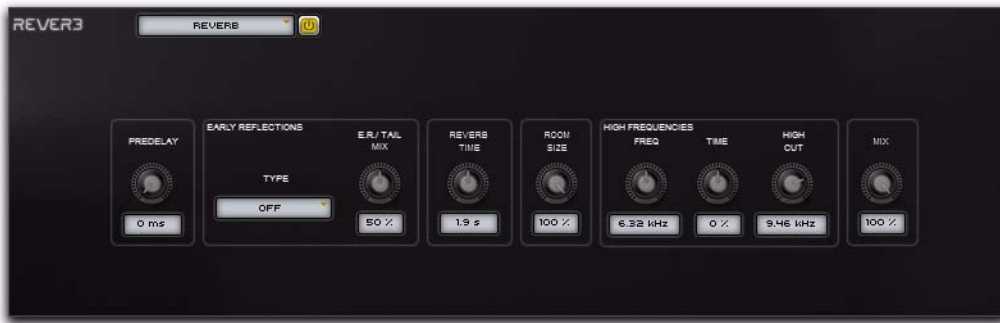 REVERB
REVERB
PREDELAY
0 ms
EARLY REFLECTIONS
TYPE
OFF
E.R./ TAIL
MIX
50 %
REVERB
TIME
1.9 s
ROOM
SIZE
100 %
HIGH FREQUENCIES
FREQ
6.32 kHz
TIME
0 %
HIGH
CUT
9.46 kHz
MIX
100 %